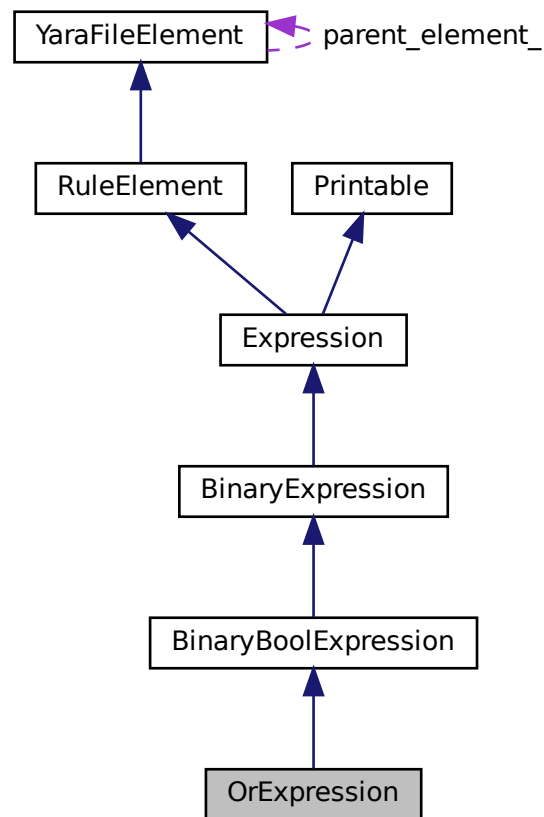 YaraFileElement
parent_element_
RuleElement
Printable
Expression
BinaryExpression
BinaryBoolExpression
OrExpression